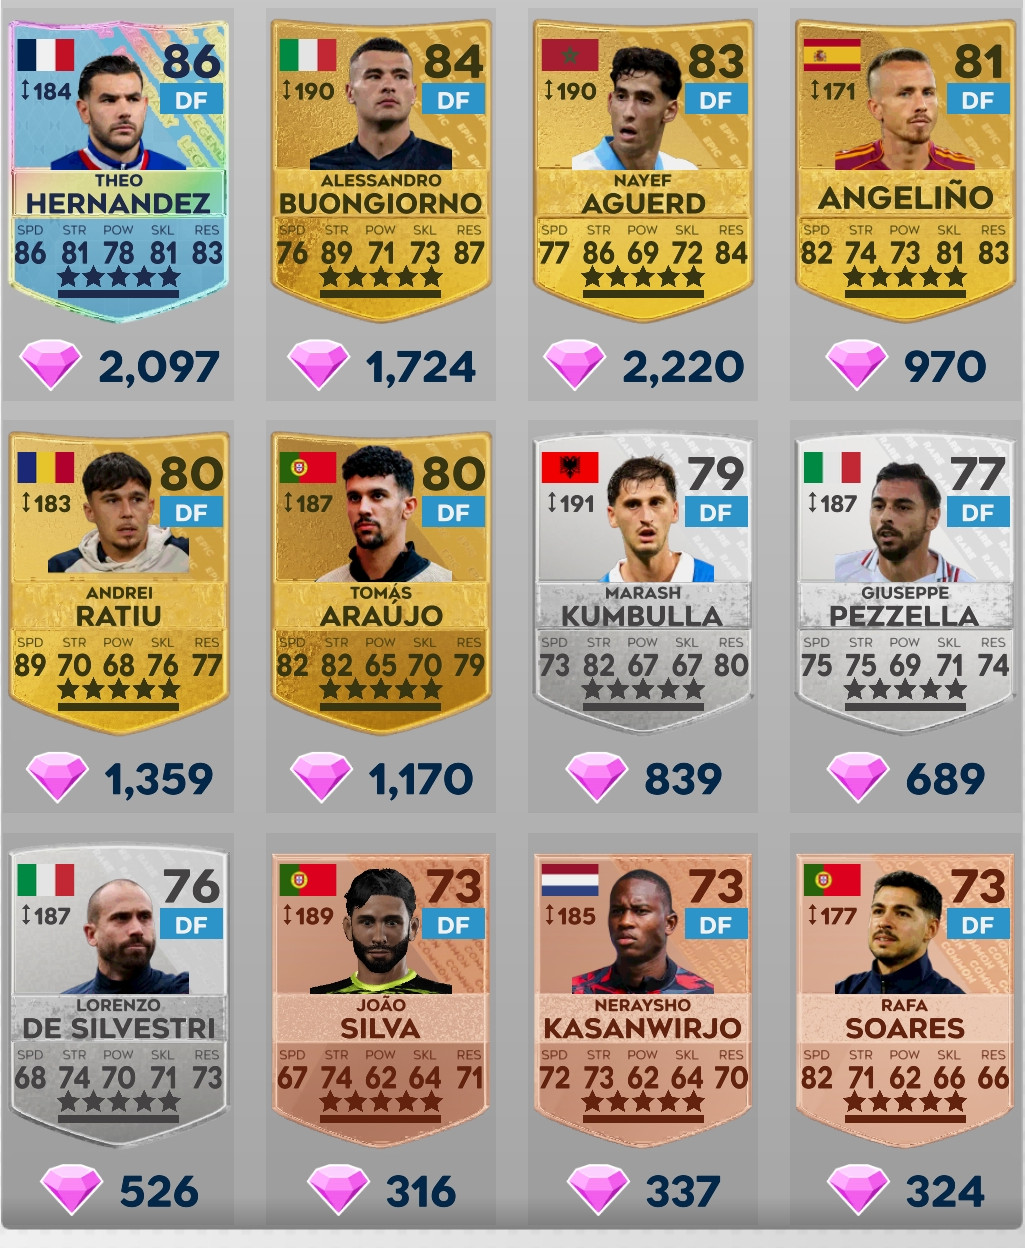 86
184
DF
THEO
HERNANDEZ
SPD STR POW SKL RES
86 81 78 81 83
2,097
84
190
DF
ALESSANDRO
BUONGIORNO
SPD STR POW SKL RES
76 89 71 73 87
1,724
83
190
DF
NAYEF
AGUERD
SPD STR POW SKL RES
77 86 69 72 84
2,220
81
171
DF
ANGELIÑO
SPD STR POW SKL RES
82 74 73 81 83
970
80
183
DF
ANDREI
RATIU
SPD STR POW SKL RES
89 70 68 76 77
1,359
80
187
DF
TOMÁS
ARAÚJO
SPD STR POW SKL RES
82 82 65 70 79
1,170
79
191
DF
MARASH
KUMBULLA
SPD STR POW SKL RES
73 82 67 67 80
839
77
187
DF
GIUSEPPE
PEZZELLA
SPD STR POW SKL RES
75 75 69 71 74
689
76
187
DF
LORENZO
DE SILVESTRI
SPD STR POW SKL RES
68 74 70 71 73
526
73
189
DF
JOÃO
SILVA
SPD STR POW SKL RES
67 74 62 64 71
316
73
185
DF
NERAYSHO
KASANWIRJO
SPD STR POW SKL RES
72 73 62 64 70
337
73
177
DF
RAFA
SOARES
SPD STR POW SKL RES
82 71 62 66 66
324